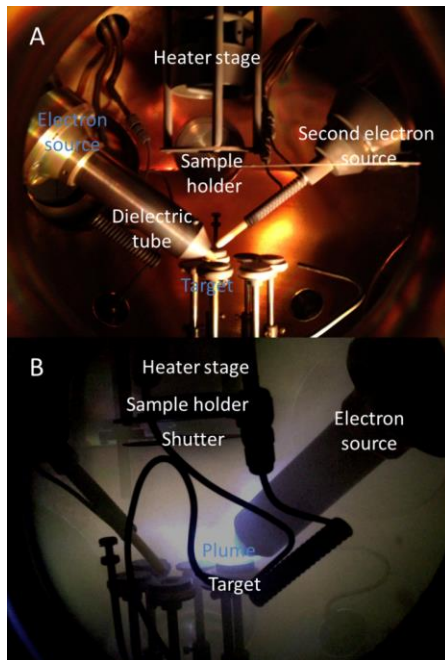 A
Heater stage
Electron
source
Second electron
source
Sample
holder
Dielectric
tube
Target
B
Heater stage
Sample holder
Electron
source
Shutter
Plume
Target